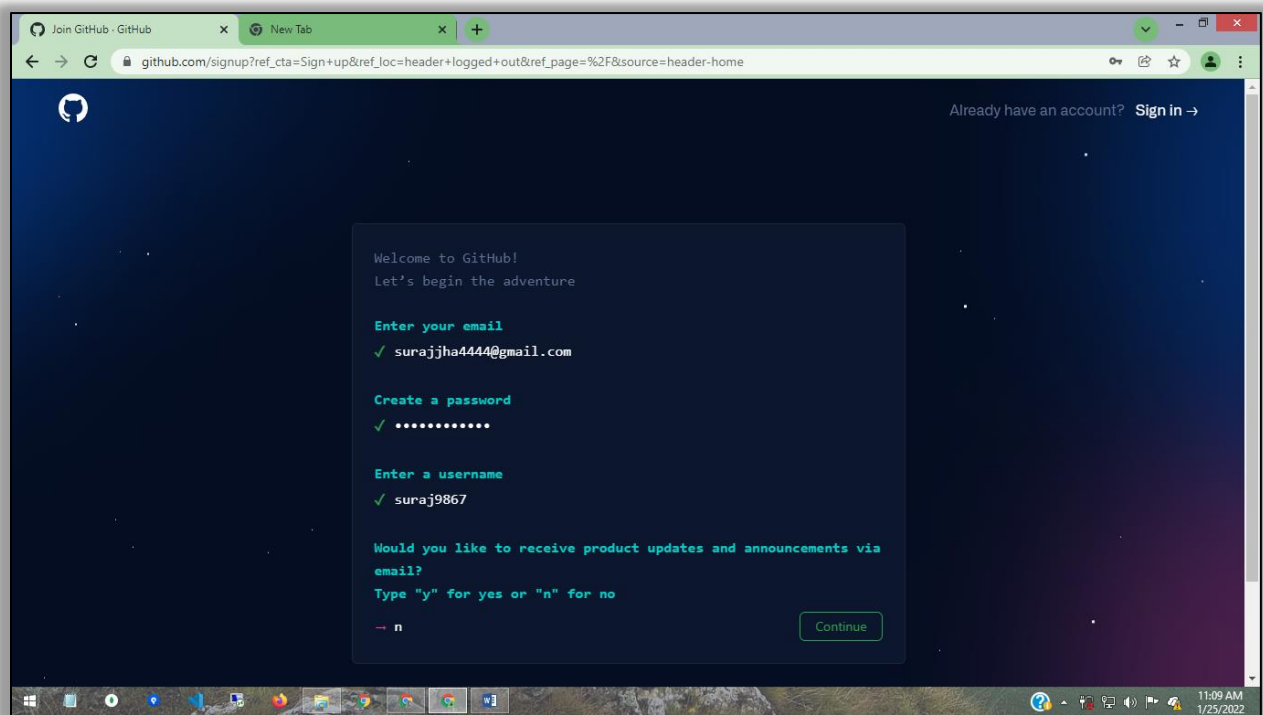 Join GitHub · GitHub
New Tab
github.com/signup?ref_cta=Sign+up&ref_loc=header+logged+out&ref_page=%2F&source=header-home
Already have an account? Sign in →
Welcome to GitHub!
Let’s begin the adventure
Enter your email
✓ surajjha4444@gmail.com
Create a password
✓ ••••••••••••
Enter a username
✓ suraj9867
Would you like to receive product updates and announcements via
email?
Type "y" for yes or "n" for no
→ n
Continue
11:09 AM
1/25/2022